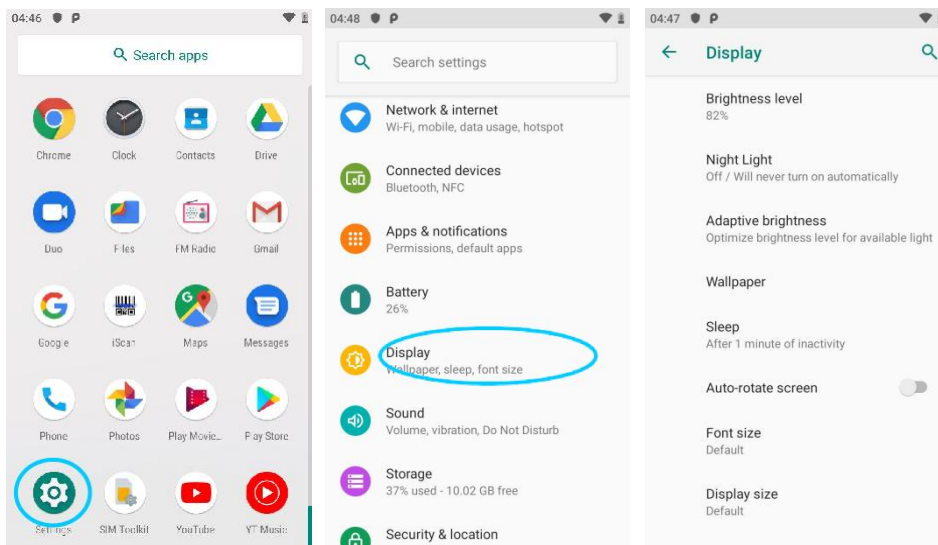 04:46
Search apps
Chrome Clock Contacts Drive
Duo Files FM Radio Gmail
Google iScan Maps Messages
Phone Photos Play Movie... Play Store
Settings SIM Toolkit YouTube YT Music
04:48
Search settings
Network & internet
Wi-Fi, mobile, data usage, hotspot
Connected devices
Bluetooth, NFC
Apps & notifications
Permissions, default apps
Battery
26%
Display
Wallpaper, sleep, font size
Sound
Volume, vibration, Do Not Disturb
Storage
37% used - 10.02 GB free
Security & location
04:47
Display
Brightness level
82%
Night Light
Off / Will never turn on automatically
Adaptive brightness
Optimize brightness level for available light
Wallpaper
Sleep
After 1 minute of inactivity
Auto-rotate screen
Font size
Default
Display size
Default